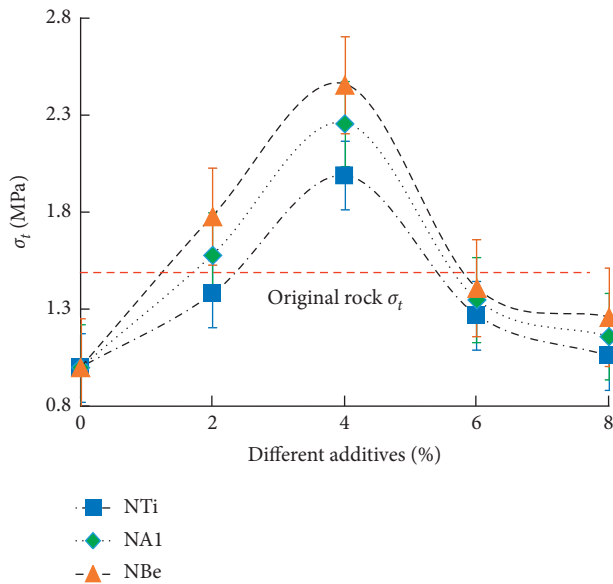 2.8
2.3
1.8
1.3
0.8
σt (MPa)
Original rock σt
0
2
4
6
8
Different additives (%)
NTi
NA1
NBe